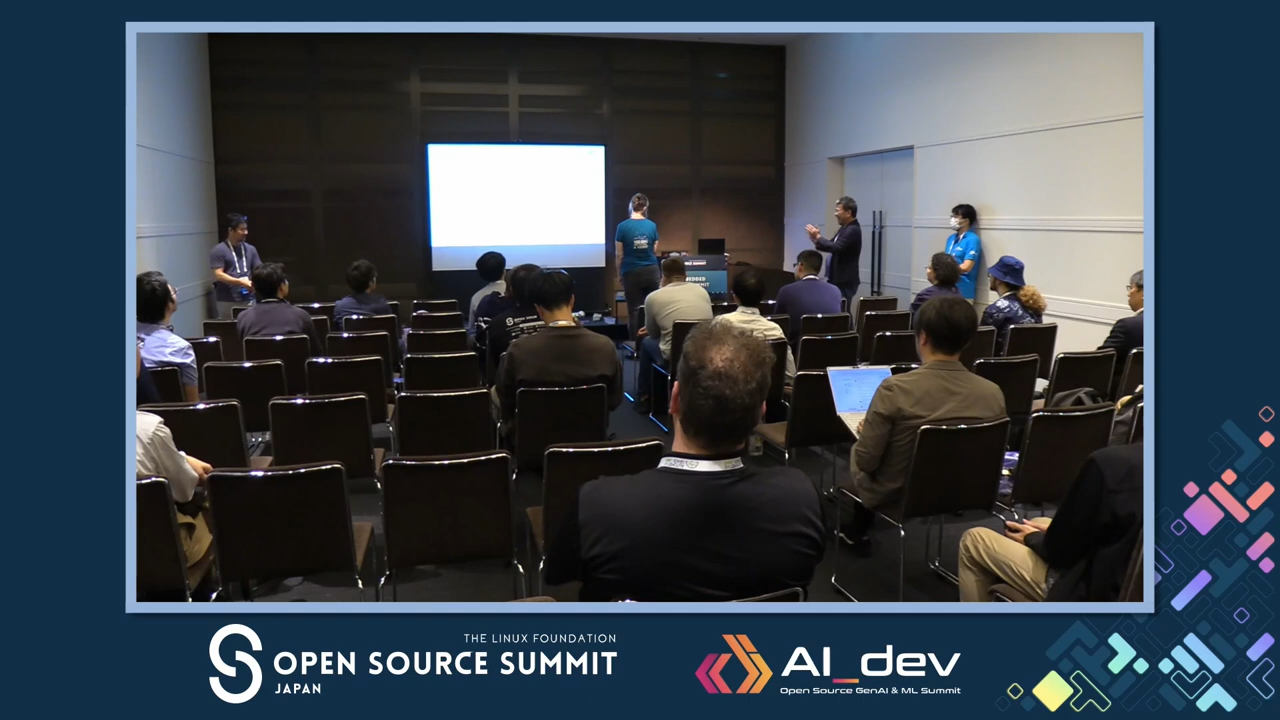 THE LINUX FOUNDATION
OPEN SOURCE SUMMIT
JAPAN
AI_dev
Open Source GenAI & ML Summit